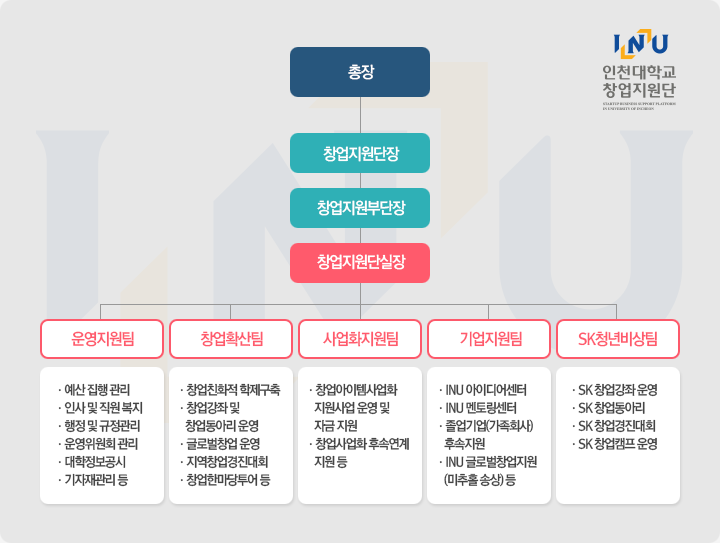 INU
인천대학교
창업지원단
STARTUP BUSINESS SUPPORT PLATFORM
IN UNIVERSITY OF INCHEON
총장
창업지원단장
창업지원부단장
창업지원단실장
운영지원팀
· 예산 집행 관리
· 인사 및 직원 복지
· 행정 및 규정관리
· 운영위원회 관리
· 대학정보공시
· 기자재관리 등
창업확산팀
· 창업친화적 학제구축
· 창업강좌 및
창업동아리 운영
· 글로벌창업 운영
· 지역창업경진대회
· 창업한마당투어 등
사업화지원팀
· 창업아이템사업화
지원사업 운영 및
자금 지원
· 창업사업화 후속연계
지원 등
기업지원팀
· INU 아이디어센터
· INU 멘토링센터
· 졸업기업(가족회사)
후속지원
· INU 글로벌창업지원
(미추홀 송상) 등
SK청년비상팀
· SK 창업강좌 운영
· SK 창업동아리
· SK 창업경진대회
· SK 창업캠프 운영